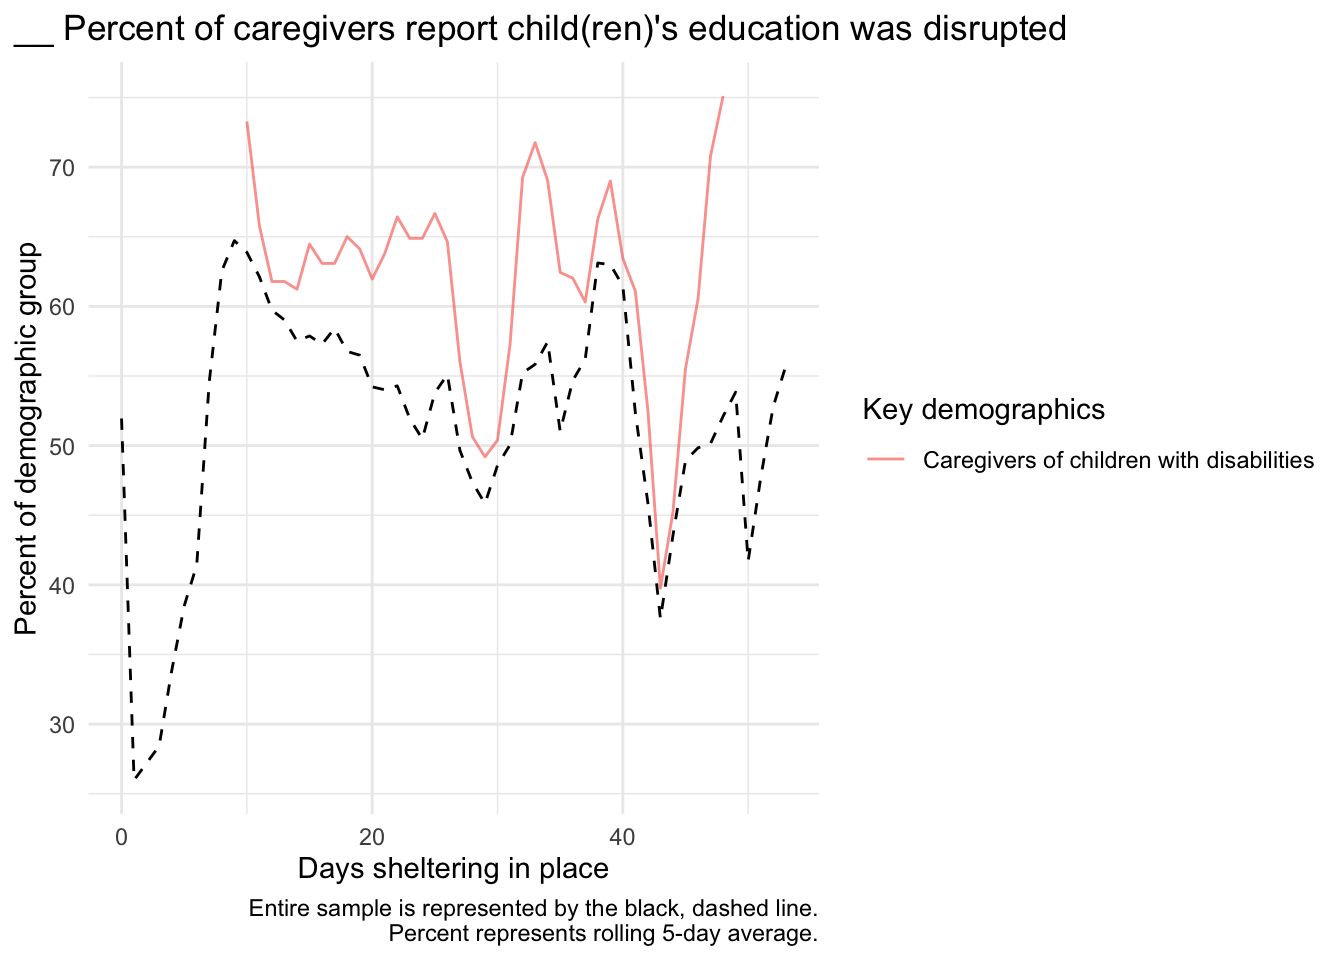 __ Percent of caregivers report child(ren)'s education was disrupted
Percent of demographic group
70
60
50
40
30
0
20
40
Days sheltering in place
Key demographics
Caregivers of children with disabilities
Entire sample is represented by the black, dashed line.
Percent represents rolling 5-day average.